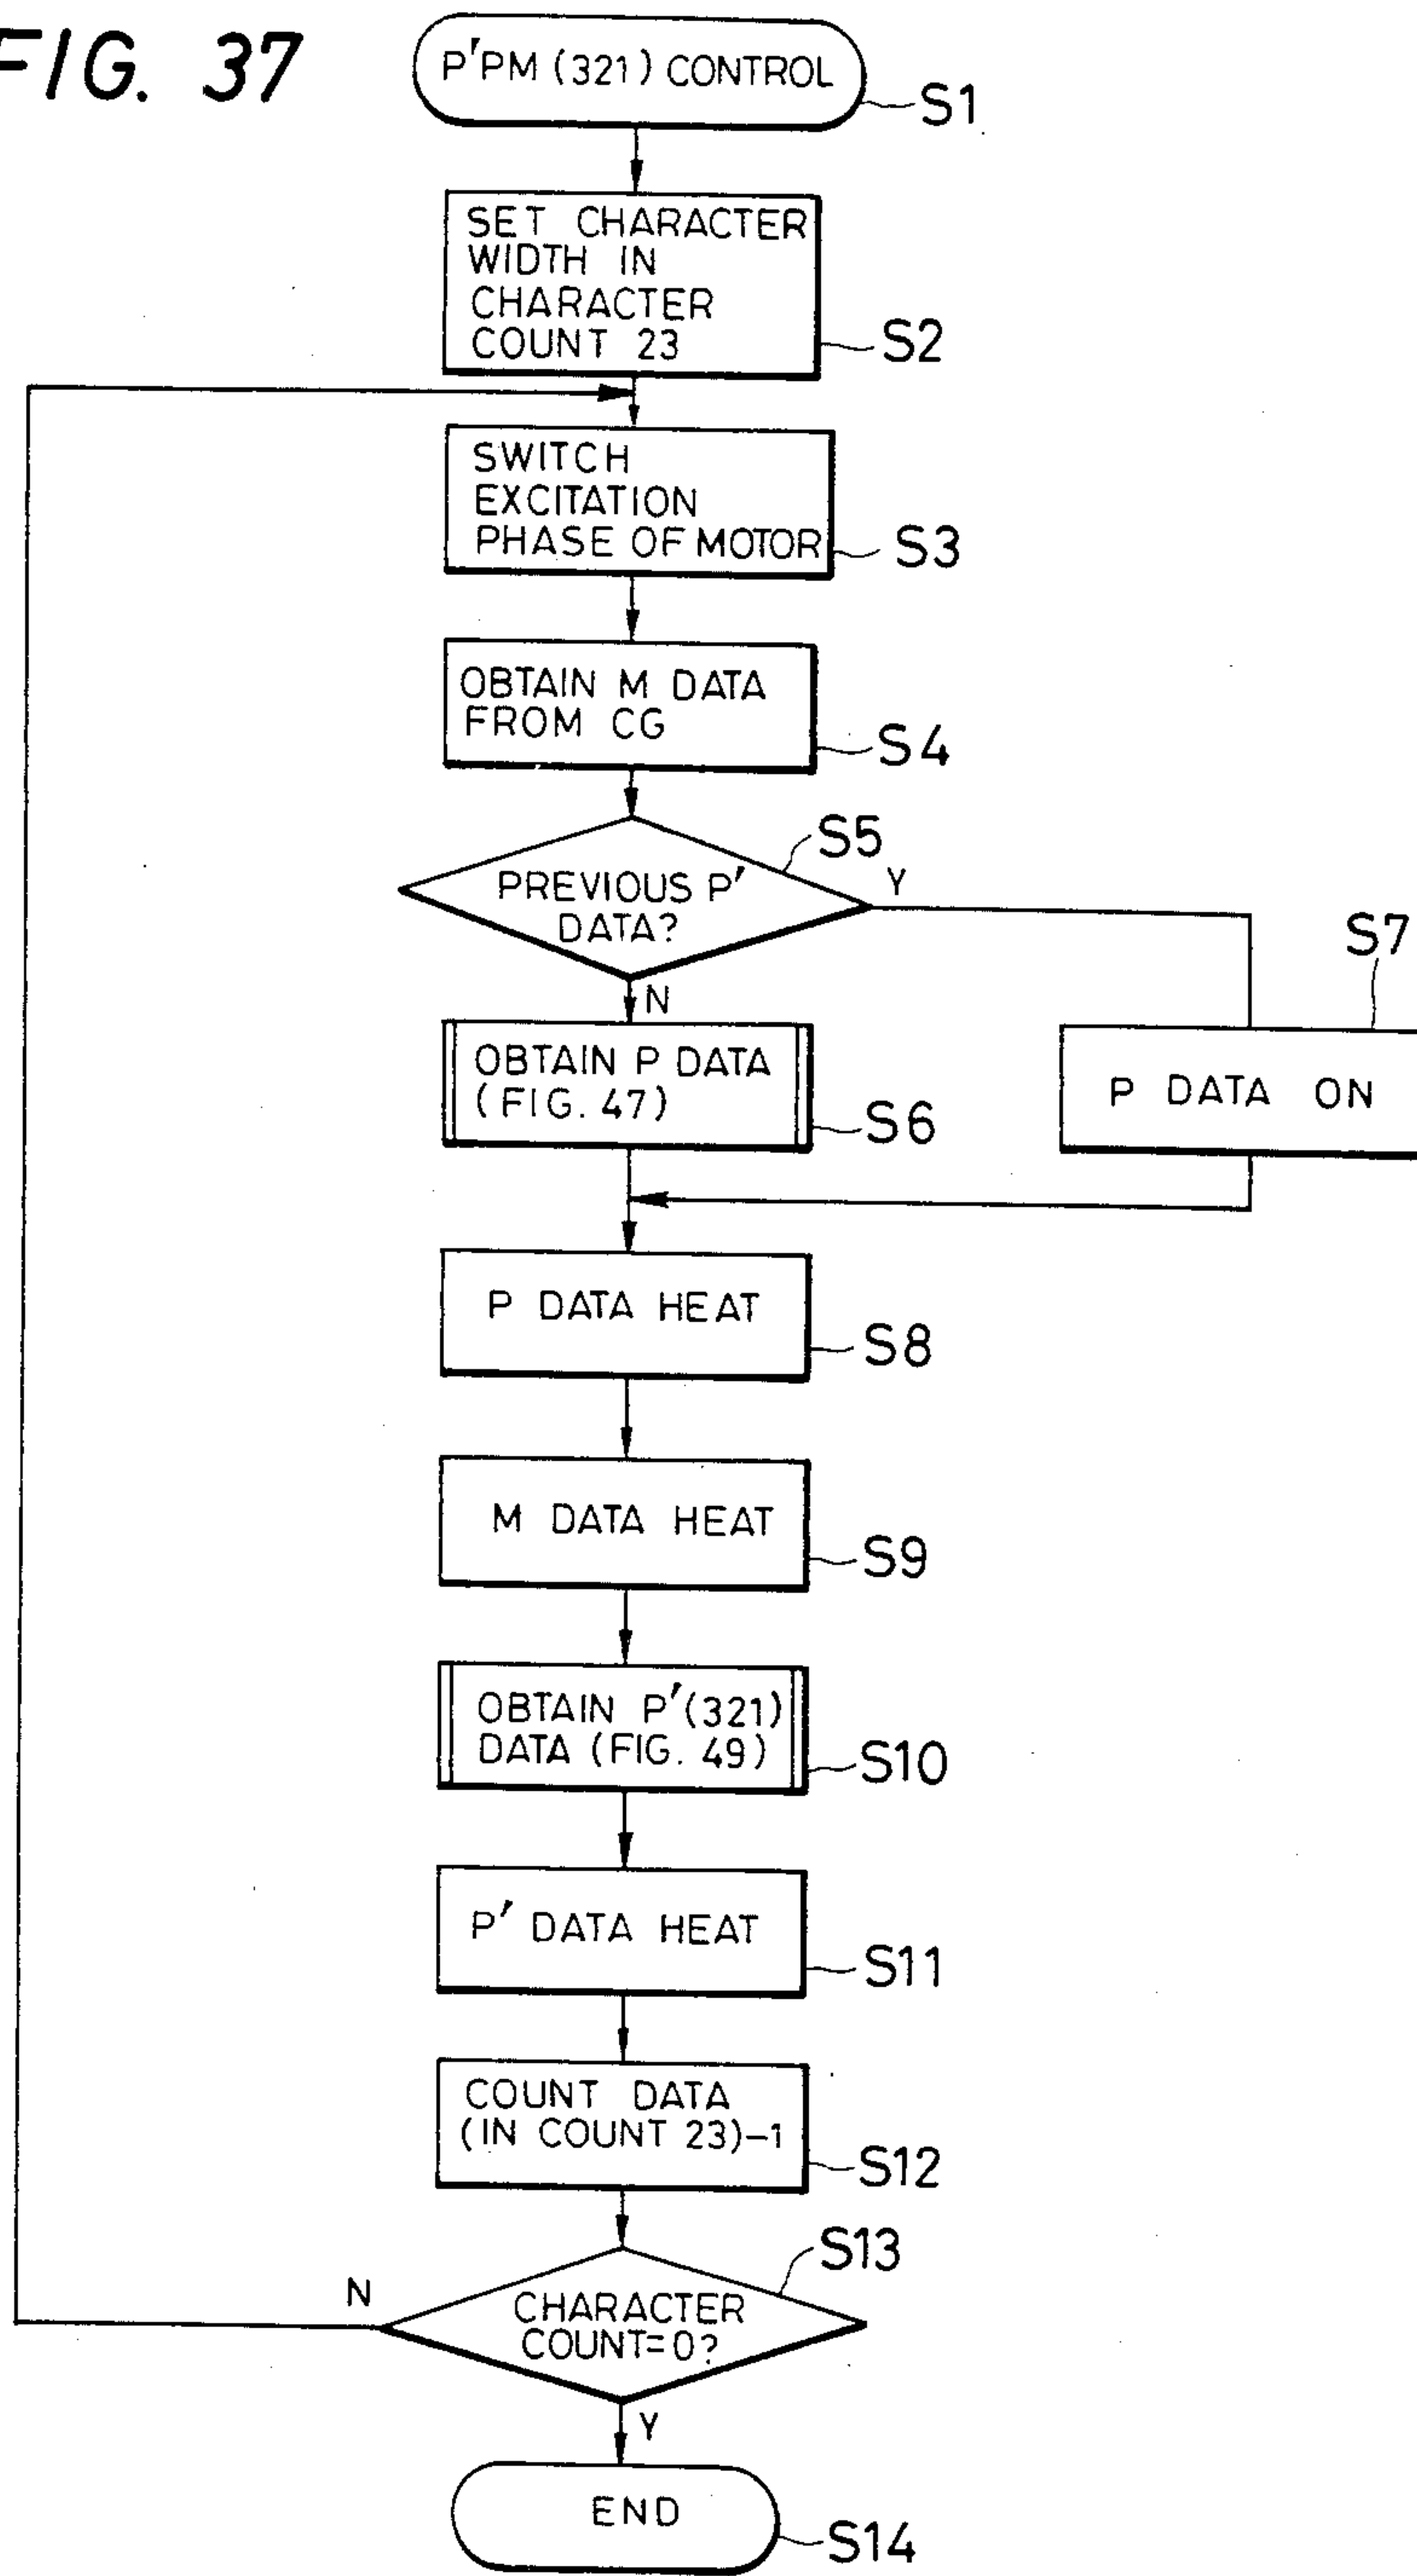 FIG. 37
P'PM (321) CONTROL
S1
SET CHARACTER
WIDTH IN
CHARACTER
COUNT 23
S2
SWITCH
EXCITATION
PHASE OF MOTOR
S3
OBTAIN M DATA
FROM CG
S4
S5
PREVIOUS P'
DATA?
Y
N
S7
P DATA ON
OBTAIN P DATA
(FIG. 47)
S6
P DATA HEAT
S8
M DATA HEAT
S9
OBTAIN P'(321)
DATA (FIG. 49)
S10
P' DATA HEAT
S11
COUNT DATA
(IN COUNT 23)-1
S12
S13
N
CHARACTER
COUNT=0?
Y
END
S14